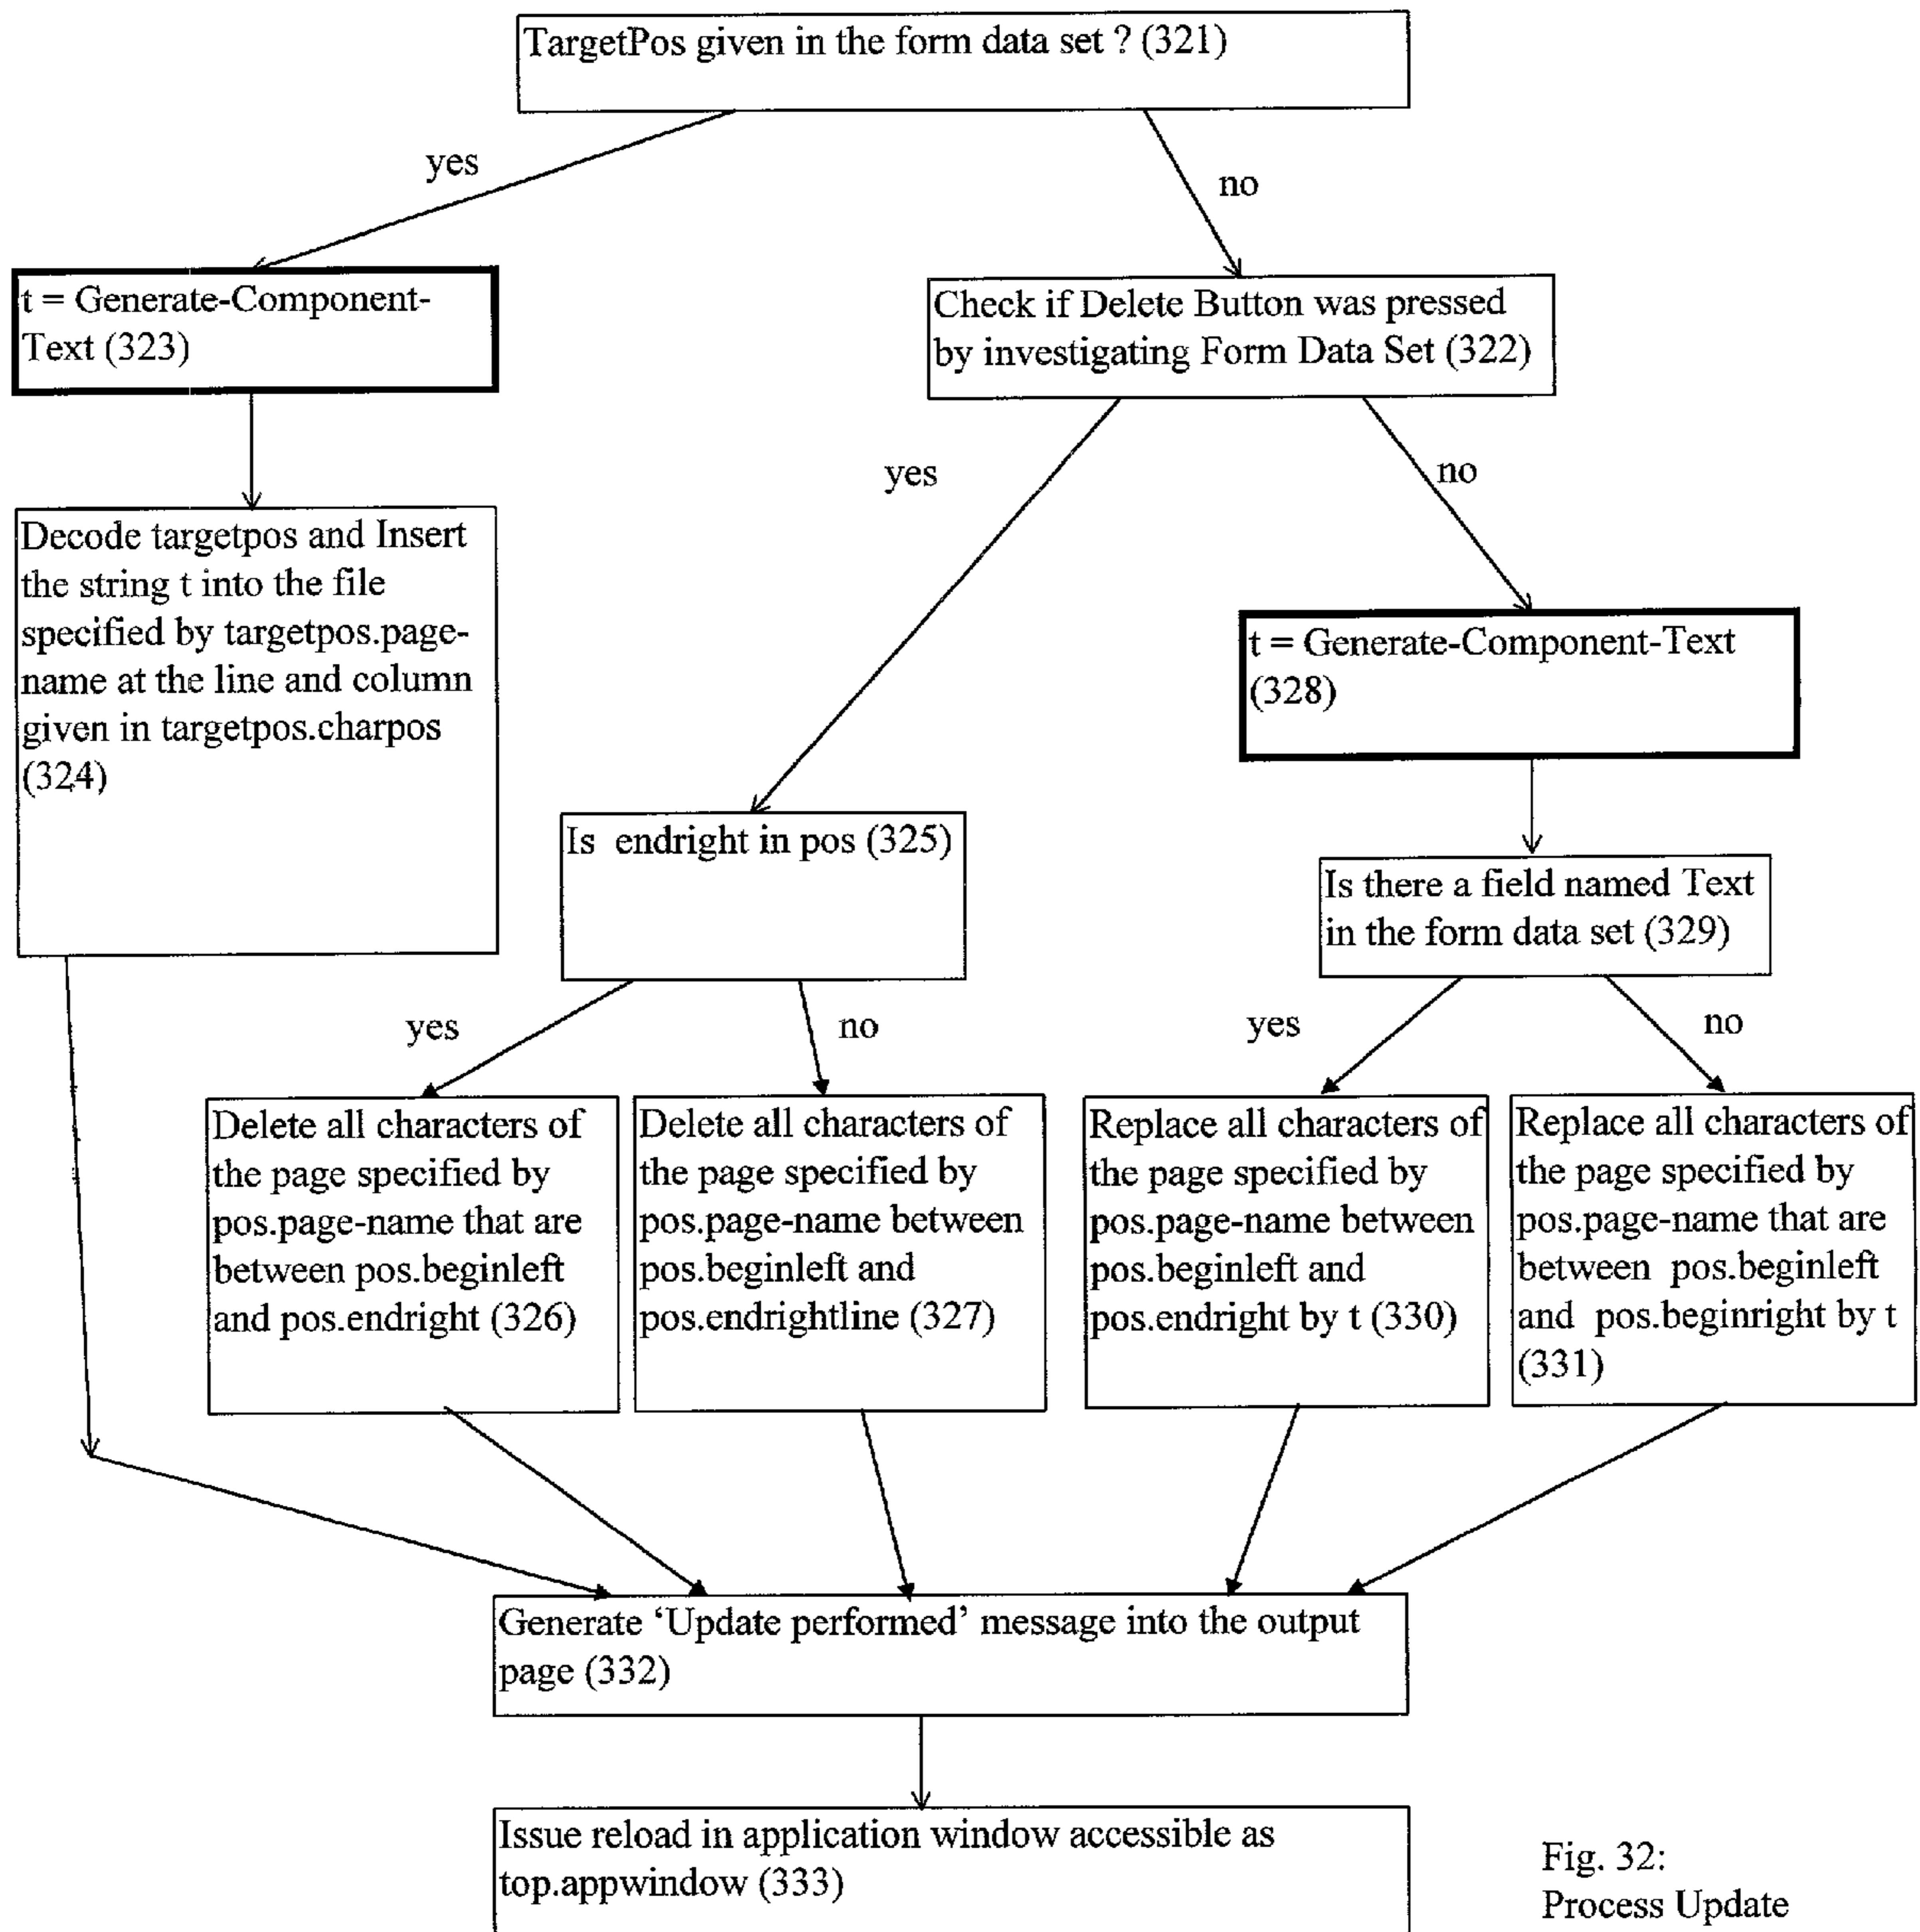 TargetPos given in the form data set ? (321)
yes
no
t = Generate-Component-
Text (323)
Check if Delete Button was pressed
by investigating Form Data Set (322)
yes
no
Decode targetpos and Insert
the string t into the file
specified by targetpos.page-
name at the line and column
given in targetpos.charpos
(324)
t = Generate-Component-Text
(328)
Is  endright in pos (325)
Is there a field named Text
in the form data set (329)
yes
no
yes
no
Delete all characters of
the page specified by
pos.page-name that are
between pos.beginleft
and pos.endright (326)
Delete all characters of
the page specified by
pos.page-name between
pos.beginleft and
pos.endrightline (327)
Replace all characters of
the page specified by
pos.page-name between
pos.beginleft and
pos.endright by t (330)
Replace all characters of
the page specified by
pos.page-name that are
between  pos.beginleft
and  pos.beginright by t
(331)
Generate ‘Update performed’ message into the output
page (332)
Issue reload in application window accessible as
top.appwindow (333)
Fig. 32:
Process Update